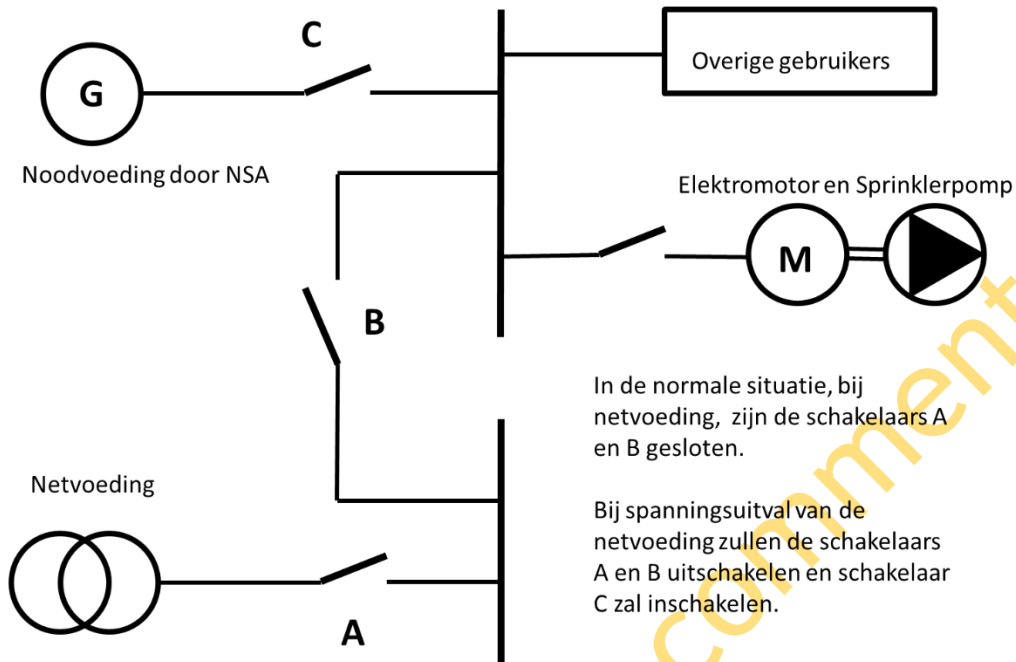 C
G
Overige gebruikers
Noodvoeding door NSA
Elektromotor en Sprinklerpomp
M
B
In de normale situatie, bij
netvoeding, zijn de schakelaars A
en B gesloten.
Netvoeding
Bij spanningsuitval van de
netvoeding zullen de schakelaars
A en B uitschakelen en schakelaar
C zal inschakelen.
A
comment